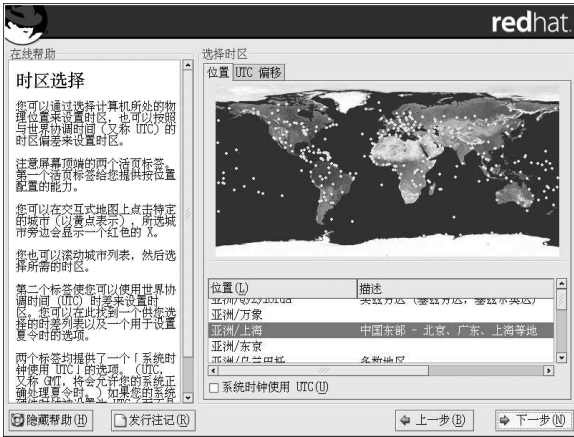 redhat.
在线帮助
时区选择
您可以通过选择计算机所处的物
理位置来设置时区，也可以按照
与世界协调时间（又称 UTC）的
时区偏差来设置时区。
注意屏幕顶端的两个活页标签。
第一个活页标签给您提供按位置
配置的能力。
您可以在交互式地图上点击特定
的城市（以黄点表示），所选城
市旁边会显示一个红色的 X。
您也可以滚动城市列表，然后选
择所需的时区。
第二个标签使您可以使用世界协
调时间（UTC）时差来设置时
区。您可以在此找到一个供您选
择的时差列表以及一个用于设置
夏令时的选项。
两个标签均提供了一个「系统时
钟使用 UTC」的选项。（UTC，
又称 GMT，将会允许您的系统正
确处理夏令时。）如果您的系统
选择时区
位置 UTC 偏移
位置(L) 描述
亚洲/Qyzylorda
亚洲/万象
亚洲/上海 中国东部 - 北京、广东、上海等地
亚洲/东京
亚洲/乌兰巴托 多数地区
系统时钟使用 UTC(U)
隐藏帮助(H) 发行注记(R) 上一步(B) 下一步(N)